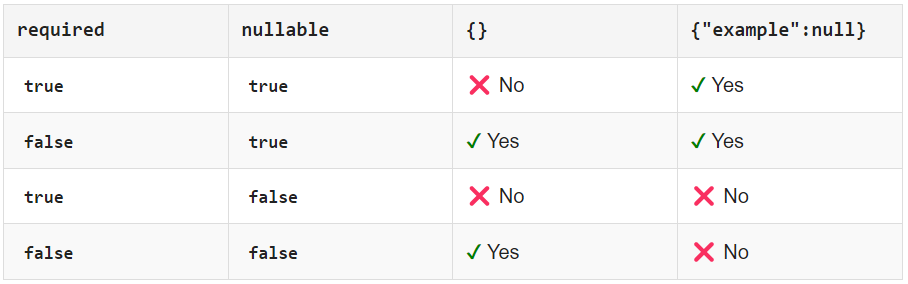 required nullable {} {"example":null}
true true ❌ No ✓ Yes
false true ✓ Yes ✓ Yes
true false ❌ No ❌ No
false false ✓ Yes ❌ No